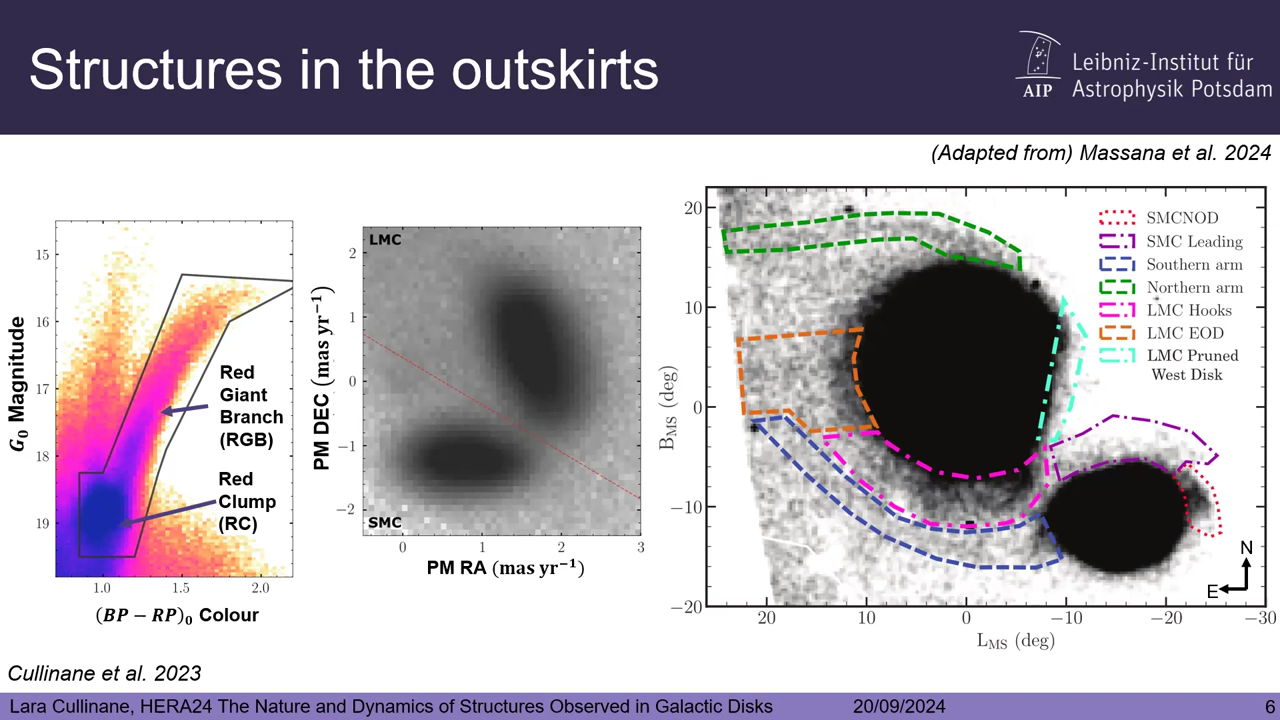 Structures in the outskirts
AIP
Leibniz-Institut für
Astrophysik Potsdam
(Adapted from) Massana et al. 2024
G₀ Magnitude
15
16
17
18
19
Red
Giant
Branch
(RGB)
Red
Clump
(RC)
1.0
1.5
2.0
(BP − RP)₀ Colour
PM DEC (mas yr⁻¹)
LMC
2
1
0
−1
−2
SMC
0
1
2
3
PM RA (mas yr⁻¹)
B_MS (deg)
20
10
0
−10
−20
SMCNOD
SMC Leading
Southern arm
Northern arm
LMC Hooks
LMC EOD
LMC Pruned
West Disk
N
E
20
10
0
−10
−20
−30
L_MS (deg)
Cullinane et al. 2023
Lara Cullinane, HERA24 The Nature and Dynamics of Structures Observed in Galactic Disks
20/09/2024
6